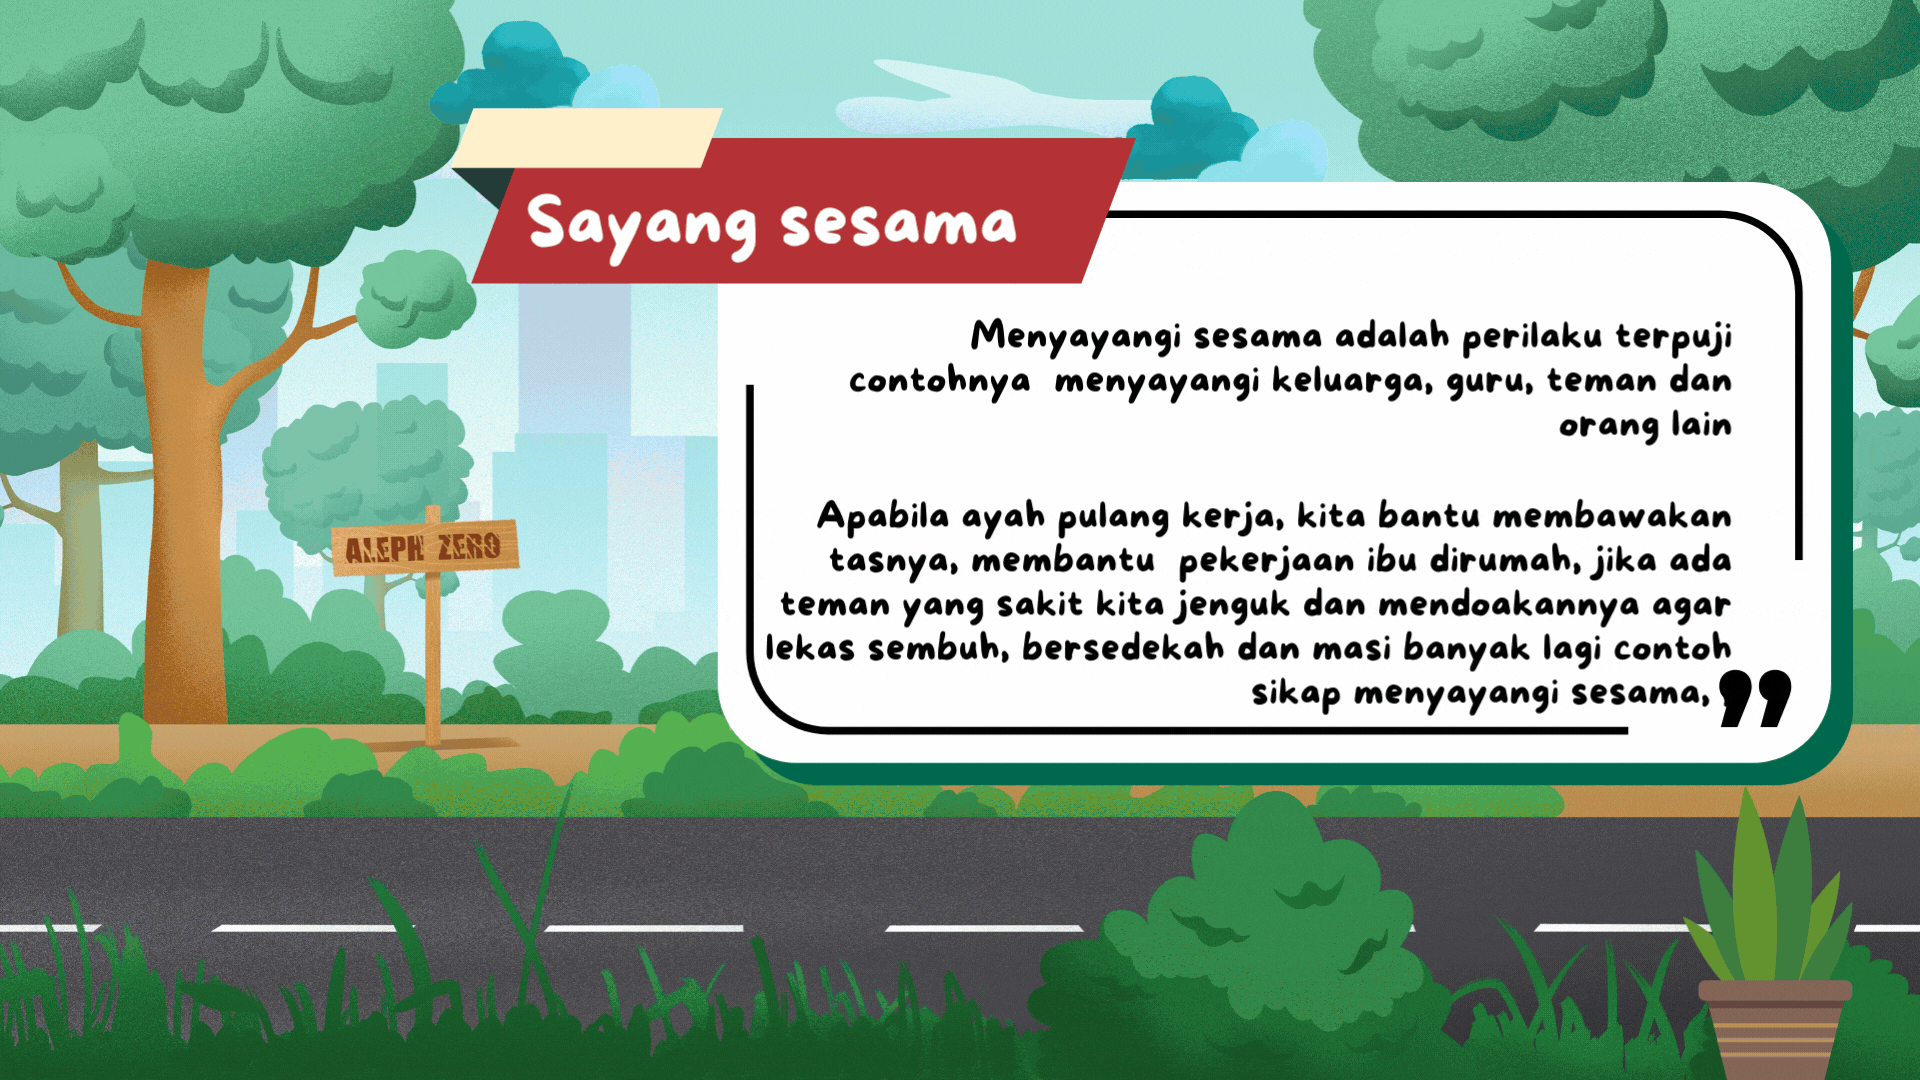 Sayang sesama
Menyayangi sesama adalah perilaku terpuji
contohnya  menyayangi keluarga, guru, teman dan
orang lain
Apabila ayah pulang kerja, kita bantu membawakan
tasnya, membantu  pekerjaan ibu dirumah, jika ada
teman yang sakit kita jenguk dan mendoakannya agar
lekas sembuh, bersedekah dan masi banyak lagi contoh
sikap menyayangi sesama,
ALEPH ZERO